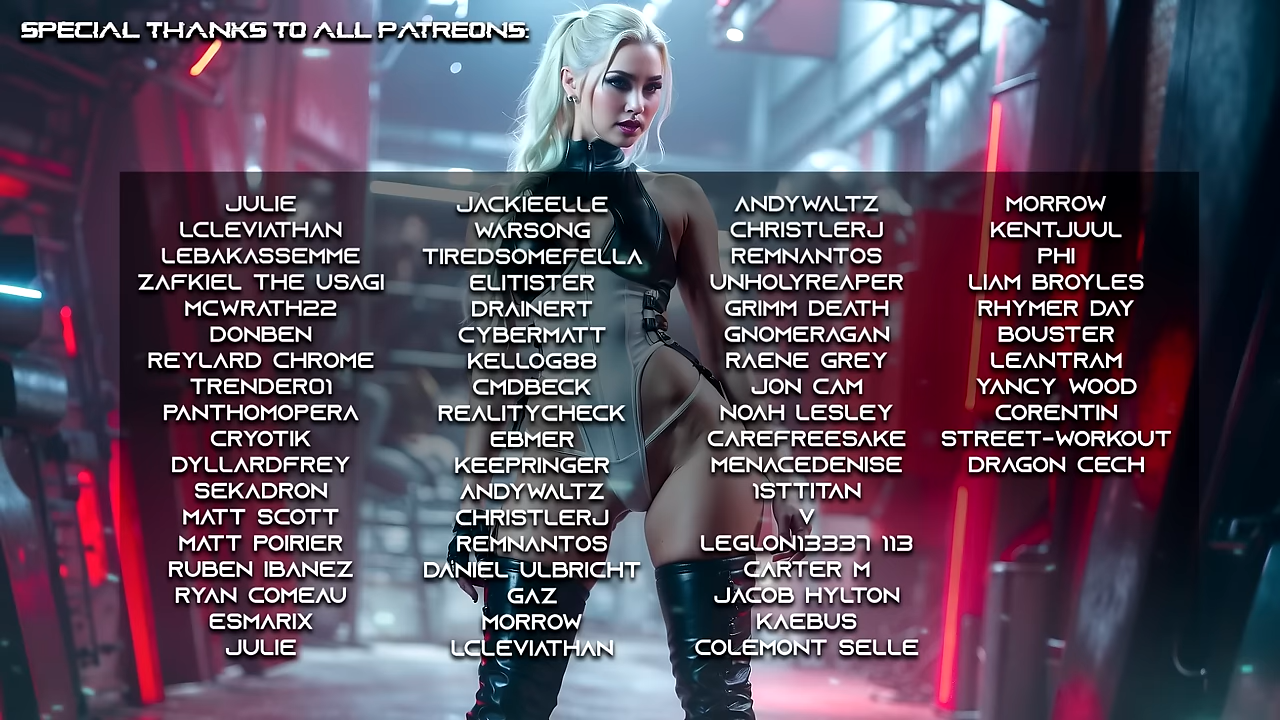 SPECIAL THANKS TO ALL PATREONS:
JULIE
LCLEVIATHAN
LEBAKASSEMME
ZAFKIEL THE USAGI
MCWRATH22
DONBEN
REYLARD CHROME
TRENDER01
PANTHOMOPERA
CRYOTIK
DYLLARDFREY
SEKADRON
MATT SCOTT
MATT POIRIER
RUBEN IBANEZ
RYAN COMEAU
ESMARIX
JULIE
JACKIEELLE
WARSONG
TIREDSOMEFELLA
ELITISTER
DRAINERT
CYBERMATT
KELLOG88
CMDBECK
REALITYCHECK
EBMER
KEEPRINGER
ANDYWALTZ
CHRISTLERJ
REMNANTOS
DANIEL ULBRICHT
GAZ
MORROW
LCLEVIATHAN
ANDYWALTZ
CHRISTLERJ
REMNANTOS
UNHOLYREAPER
GRIMM DEATH
GNOMERAGAN
RAENE GREY
JON CAM
NOAH LESLEY
CAREFREESAKE
MENACEDENISE
1STTITAN
V
LEGLON13337 113
CARTER M
JACOB HYLTON
KAEBUS
COLEMONT SELLE
MORROW
KENTJUUL
PHI
LIAM BROYLES
RHYMER DAY
BOUSTER
LEANTRAM
YANCY WOOD
CORENTIN
STREET-WORKOUT
DRAGON CECH